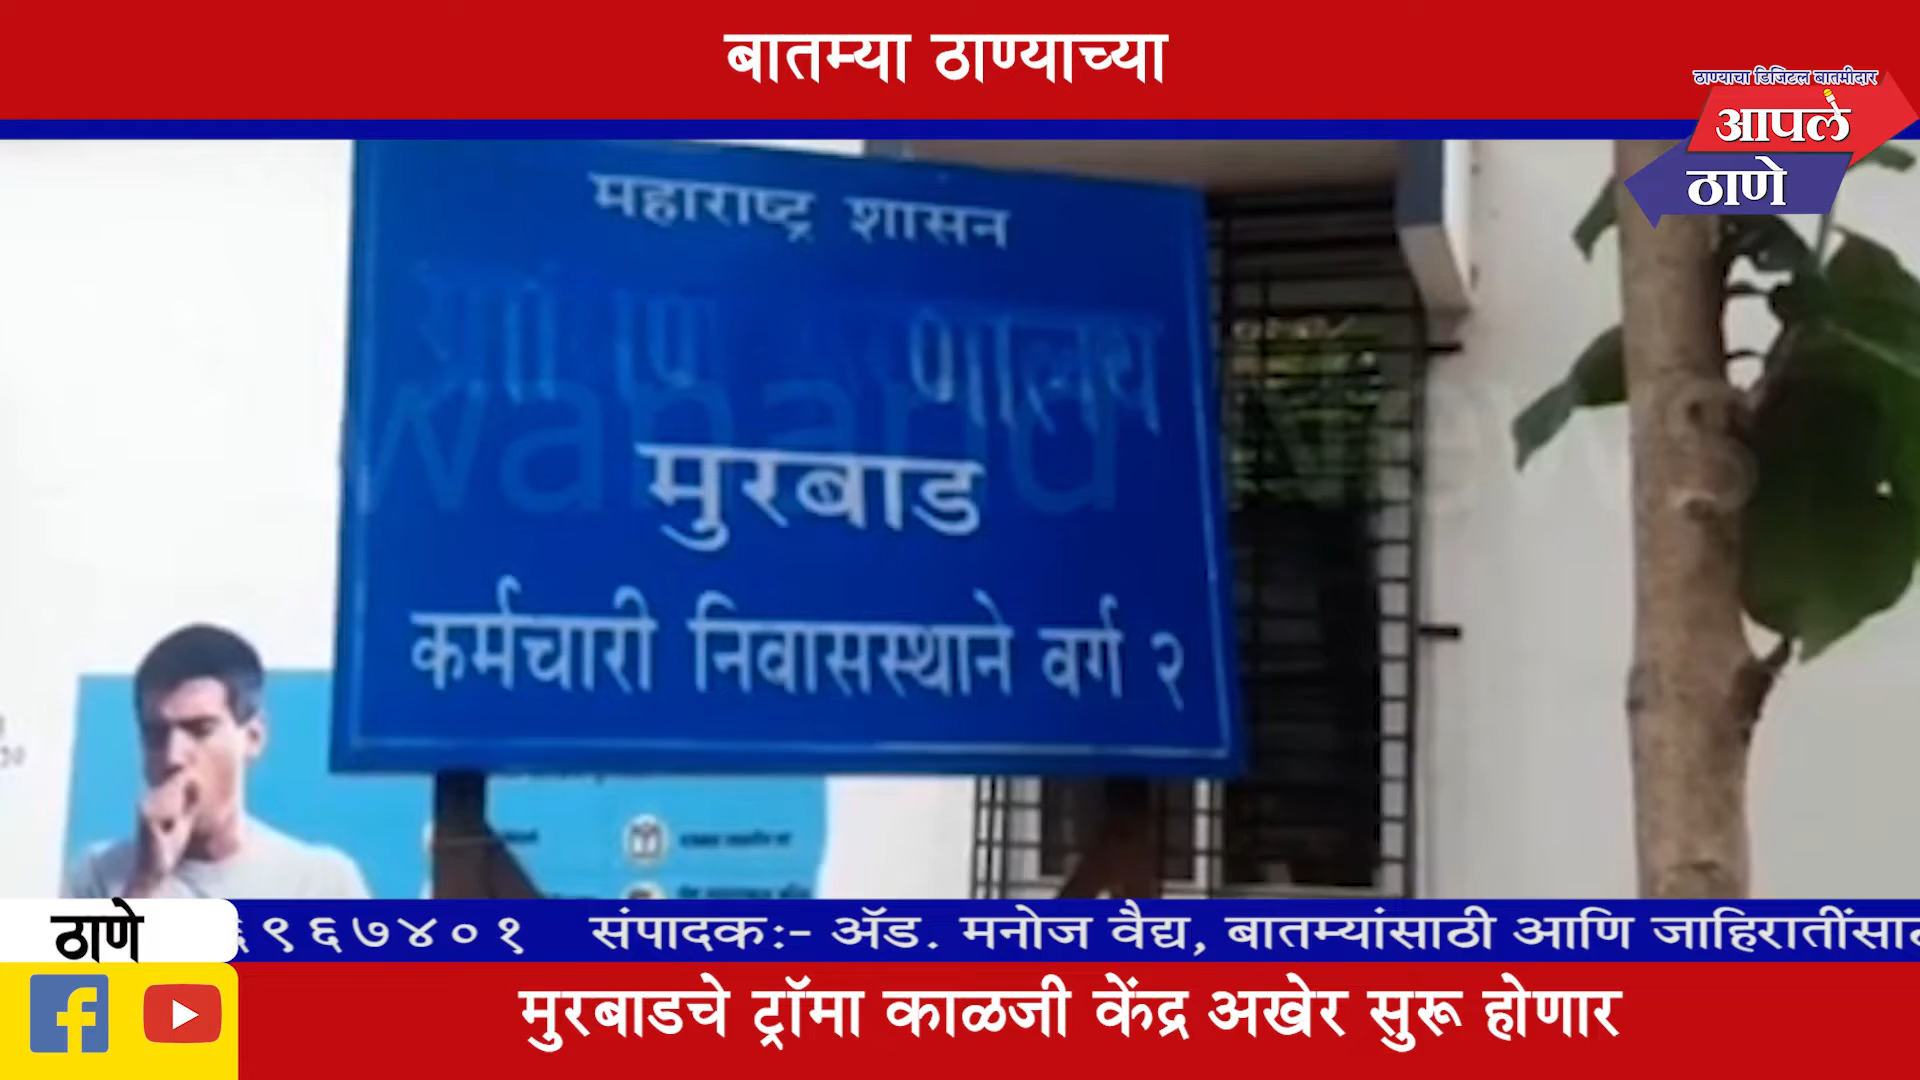 बातम्या ठाण्याच्या
ठाण्याचा डिजिटल बातमीदार
आपले
ठाणे
महाराष्ट्र शासन
मुरबाड
कर्मचारी निवासस्थाने वर्ग २
ठाणे
९६७४०१ संपादक:- ॲड. मनोज वैद्य, बातम्यांसाठी आणि
मुरबाडचे ट्रॉमा काळजी केंद्र अखेर सुरू होणार